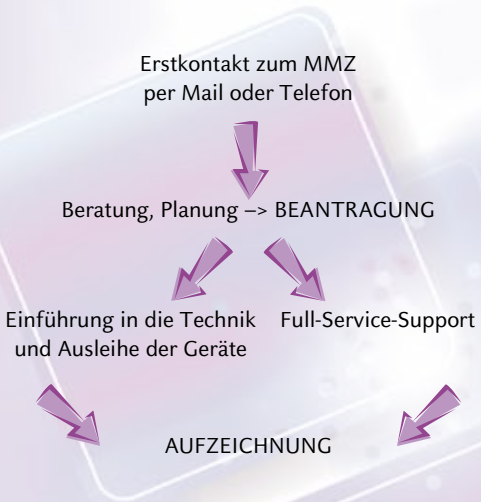 Erstkontakt zum MMZ
per Mail oder Telefon
Beratung, Planung –> BEANTRAGUNG
Einführung in die Technik
und Ausleihe der Geräte
Full-Service-Support
AUFZEICHNUNG